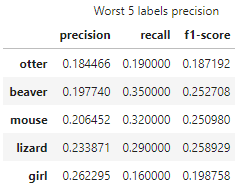 Worst 5 labels precision
precision recall f1-score
otter 0.184466 0.190000 0.187192
beaver 0.197740 0.350000 0.252708
mouse 0.206452 0.320000 0.250980
lizard 0.233871 0.290000 0.258929
girl 0.262295 0.160000 0.198758